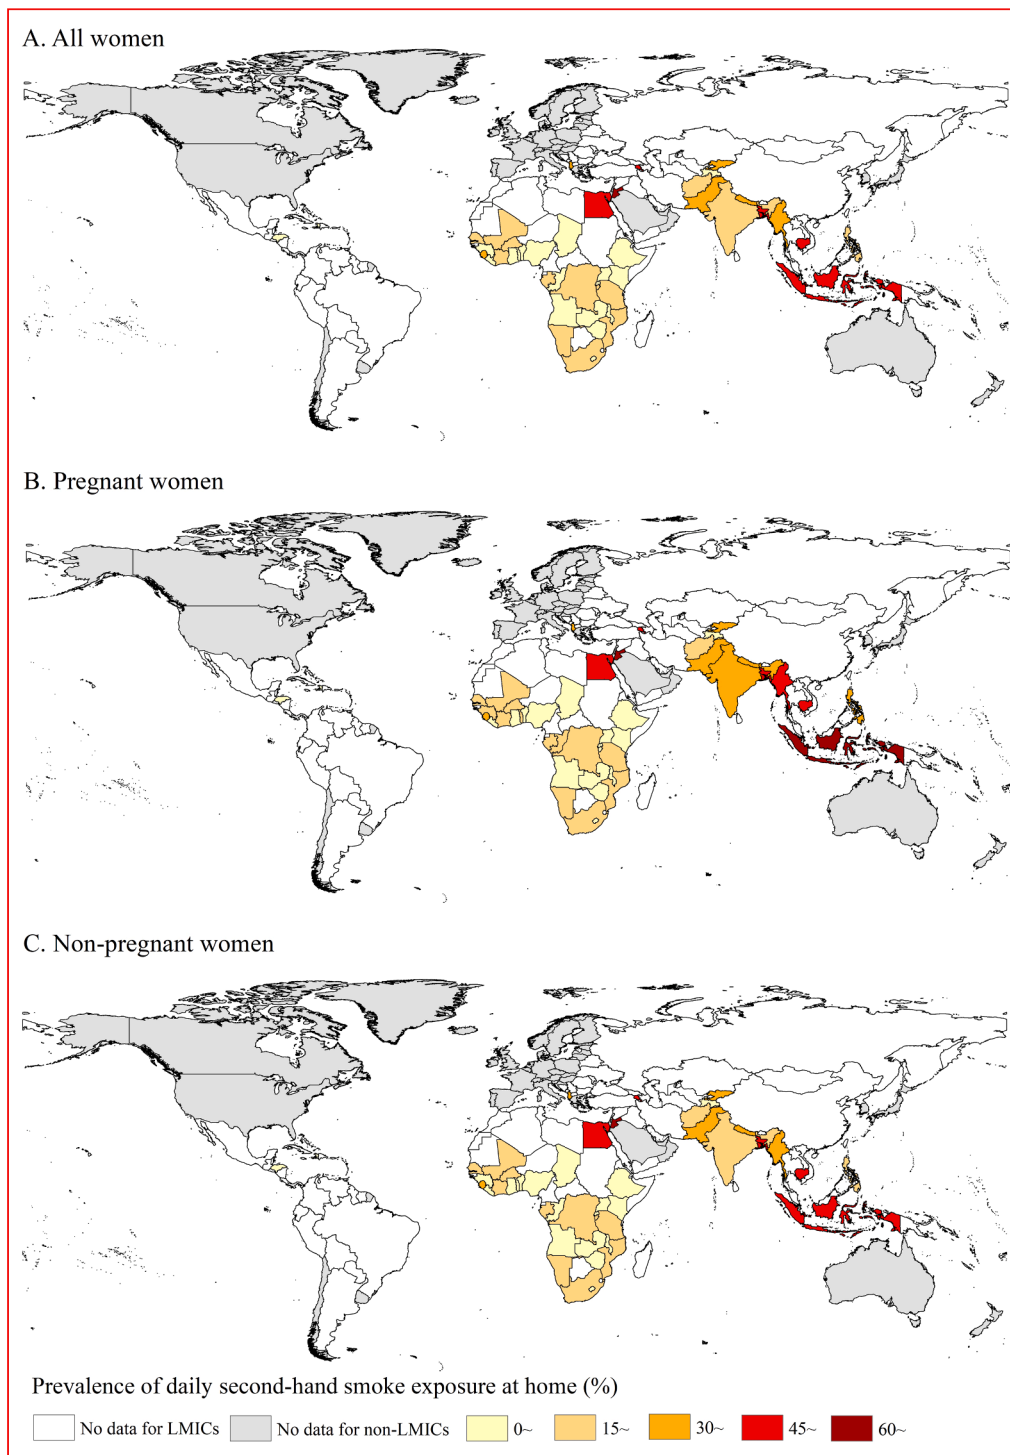 A. All women
B. Pregnant women
C. Non-pregnant women
Prevalence of daily second-hand smoke exposure at home (%)
No data for LMICs No data for non-LMICs 0~ 15~ 30~ 45~ 60~